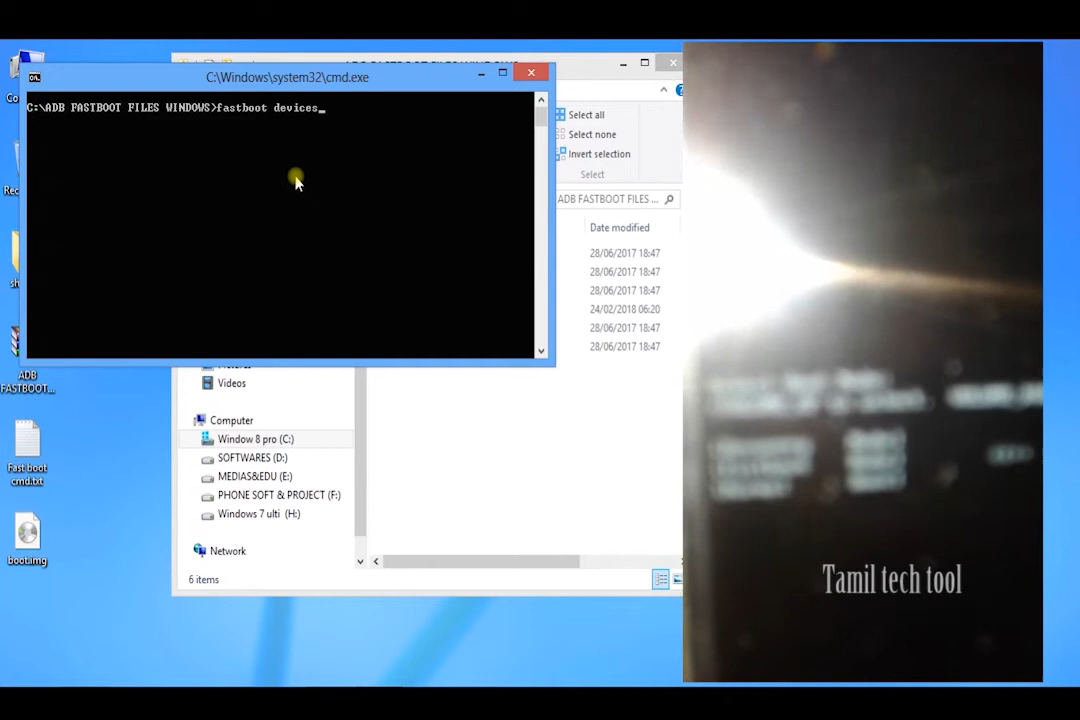 C:\Windows\system32\cmd.exe
C:\ADB FASTBOOT FILES WINDOWS>fastboot devices_
Select all
Select none
Invert selection
Select
ADB FASTBOOT FILES ...
Date modified
28/06/2017 18:47
28/06/2017 18:47
28/06/2017 18:47
24/02/2018 06:20
28/06/2017 18:47
28/06/2017 18:47
Videos
Computer
Window 8 pro (C:)
SOFTWARES (D:)
MEDIAS&EDU (E:)
PHONE SOFT & PROJECT (F:)
Windows 7 ulti (H:)
Network
6 items
ADB
FASTBOOT...
Fast boot
cmd.txt
boot.img
Tamil tech tool